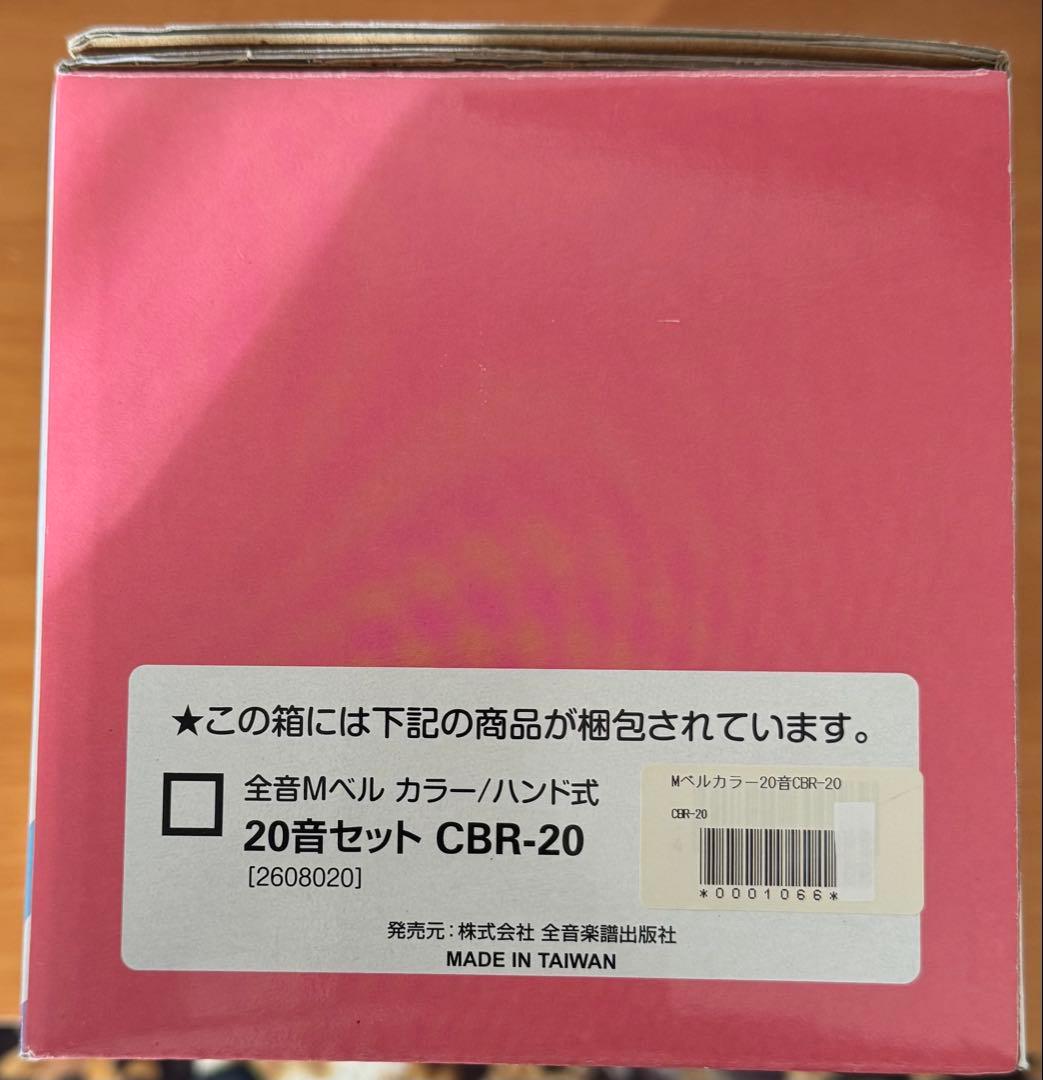 ★この箱には下記の商品が梱包されています。
全音Mベル カラー/ハンド式
20音セット CBR-20
[2608020]
Mベルカラー20音CBR-20
CBR-20
*0001066*
発売元:株式会社 全音楽譜出版社
MADE IN TAIWAN